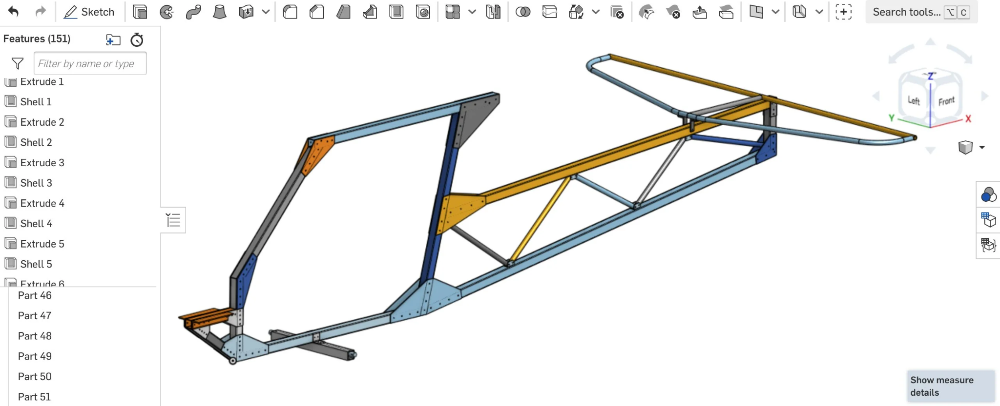 Sketch
Search tools... ⌥ C
Features (151)
Filter by name or type
Extrude 1
Shell 1
Extrude 2
Shell 2
Extrude 3
Shell 3
Extrude 4
Shell 4
Extrude 5
Shell 5
Extrude 6
Part 46
Part 47
Part 48
Part 49
Part 50
Part 51
Z
Left
Front
Y
X
Show measure
details